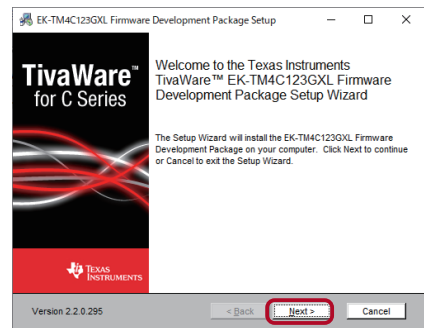 EK-TM4C123GXL Firmware Development Package Setup
TivaWare™
for C Series
Welcome to the Texas Instruments
TivaWare™ EK-TM4C123GXL Firmware
Development Package Setup Wizard
The Setup Wizard will install the EK-TM4C123GXL Firmware
Development Package on your computer. Click Next to continue
or Cancel to exit the Setup Wizard.
TEXAS
INSTRUMENTS
Version 2.2.0.295
< Back
Next >
Cancel